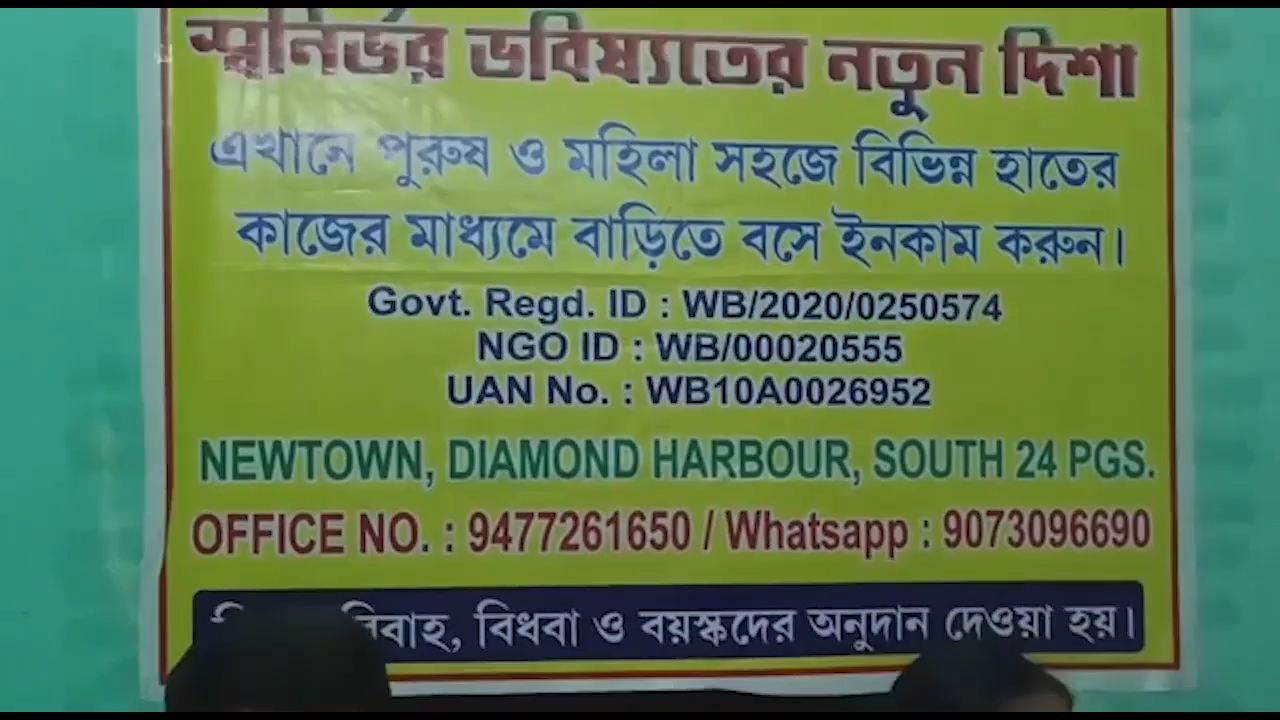 স্বনির্ভর ভবিষ্যতের নতুন দিশা
এখানে পুরুষ ও মহিলা সহজে বিভিন্ন হাতের
কাজের মাধ্যমে বাড়িতে বসে ইনকাম করুন।
Govt. Regd. ID : WB/2020/0250574
NGO ID : WB/00020555
UAN No. : WB10A0026952
NEWTOWN, DIAMOND HARBOUR, SOUTH 24 PGS.
OFFICE NO. : 9477261650 / Whatsapp : 9073096690
বিধবা ও বয়স্কদের অনুদান দেওয়া হয়।